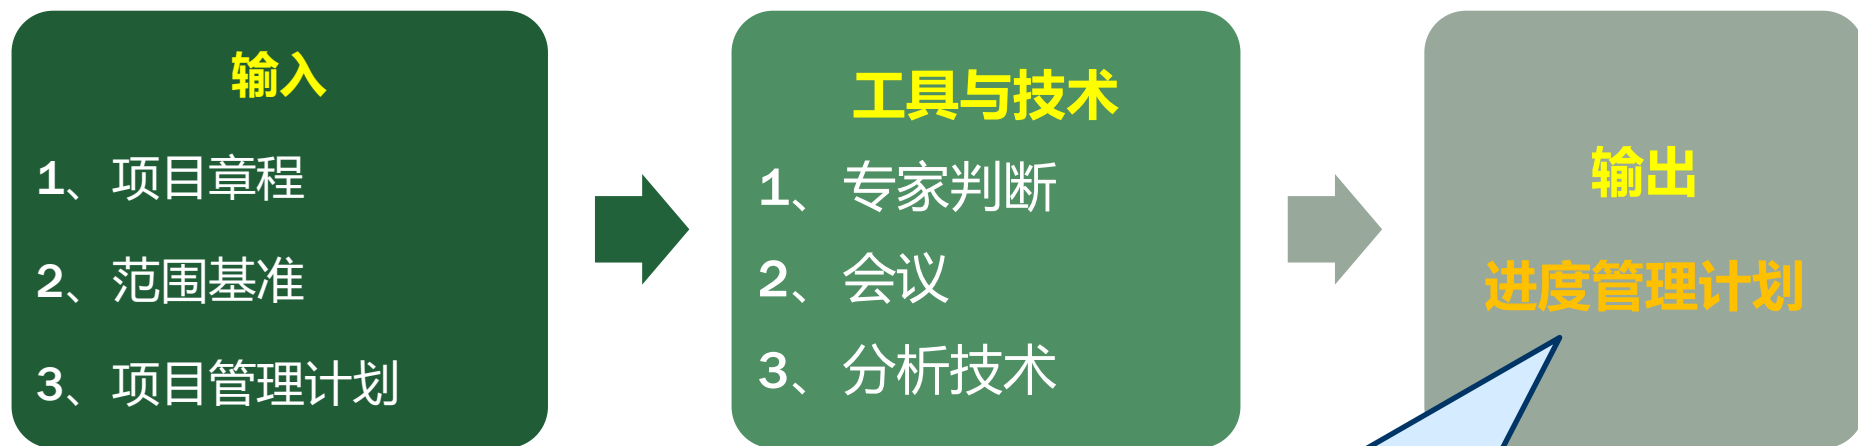 输入
1、项目章程
2、范围基准
3、项目管理计划
工具与技术
1、专家判断
2、会议
3、分析技术
输出
进度管理计划